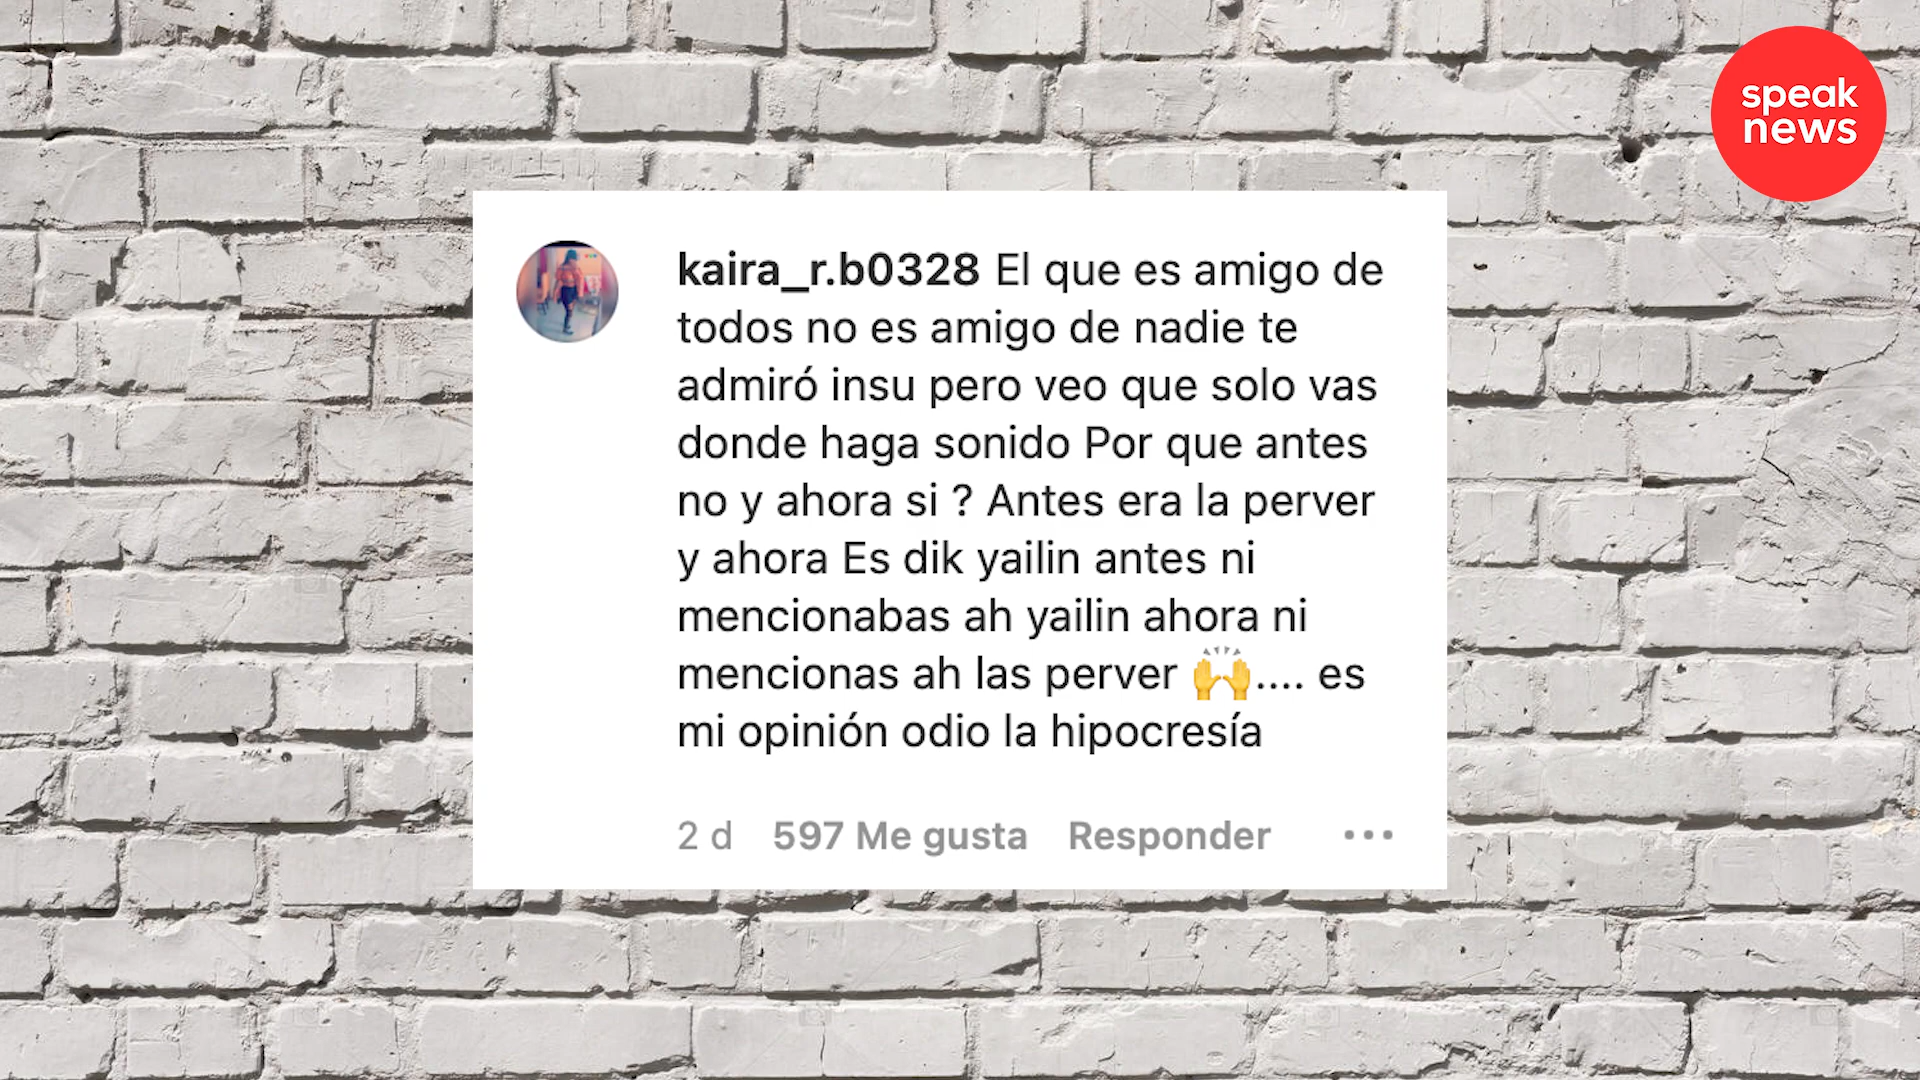 speak
news
kaira_r.b0328 El que es amigo de
todos no es amigo de nadie te
admiró insu pero veo que solo vas
donde haga sonido Por que antes
no y ahora si ? Antes era la perver
y ahora Es dik yailin antes ni
mencionabas ah yailin ahora ni
mencionas ah las perver 🙌.... es
mi opinión odio la hipocresía
2 d 597 Me gusta Responder ...